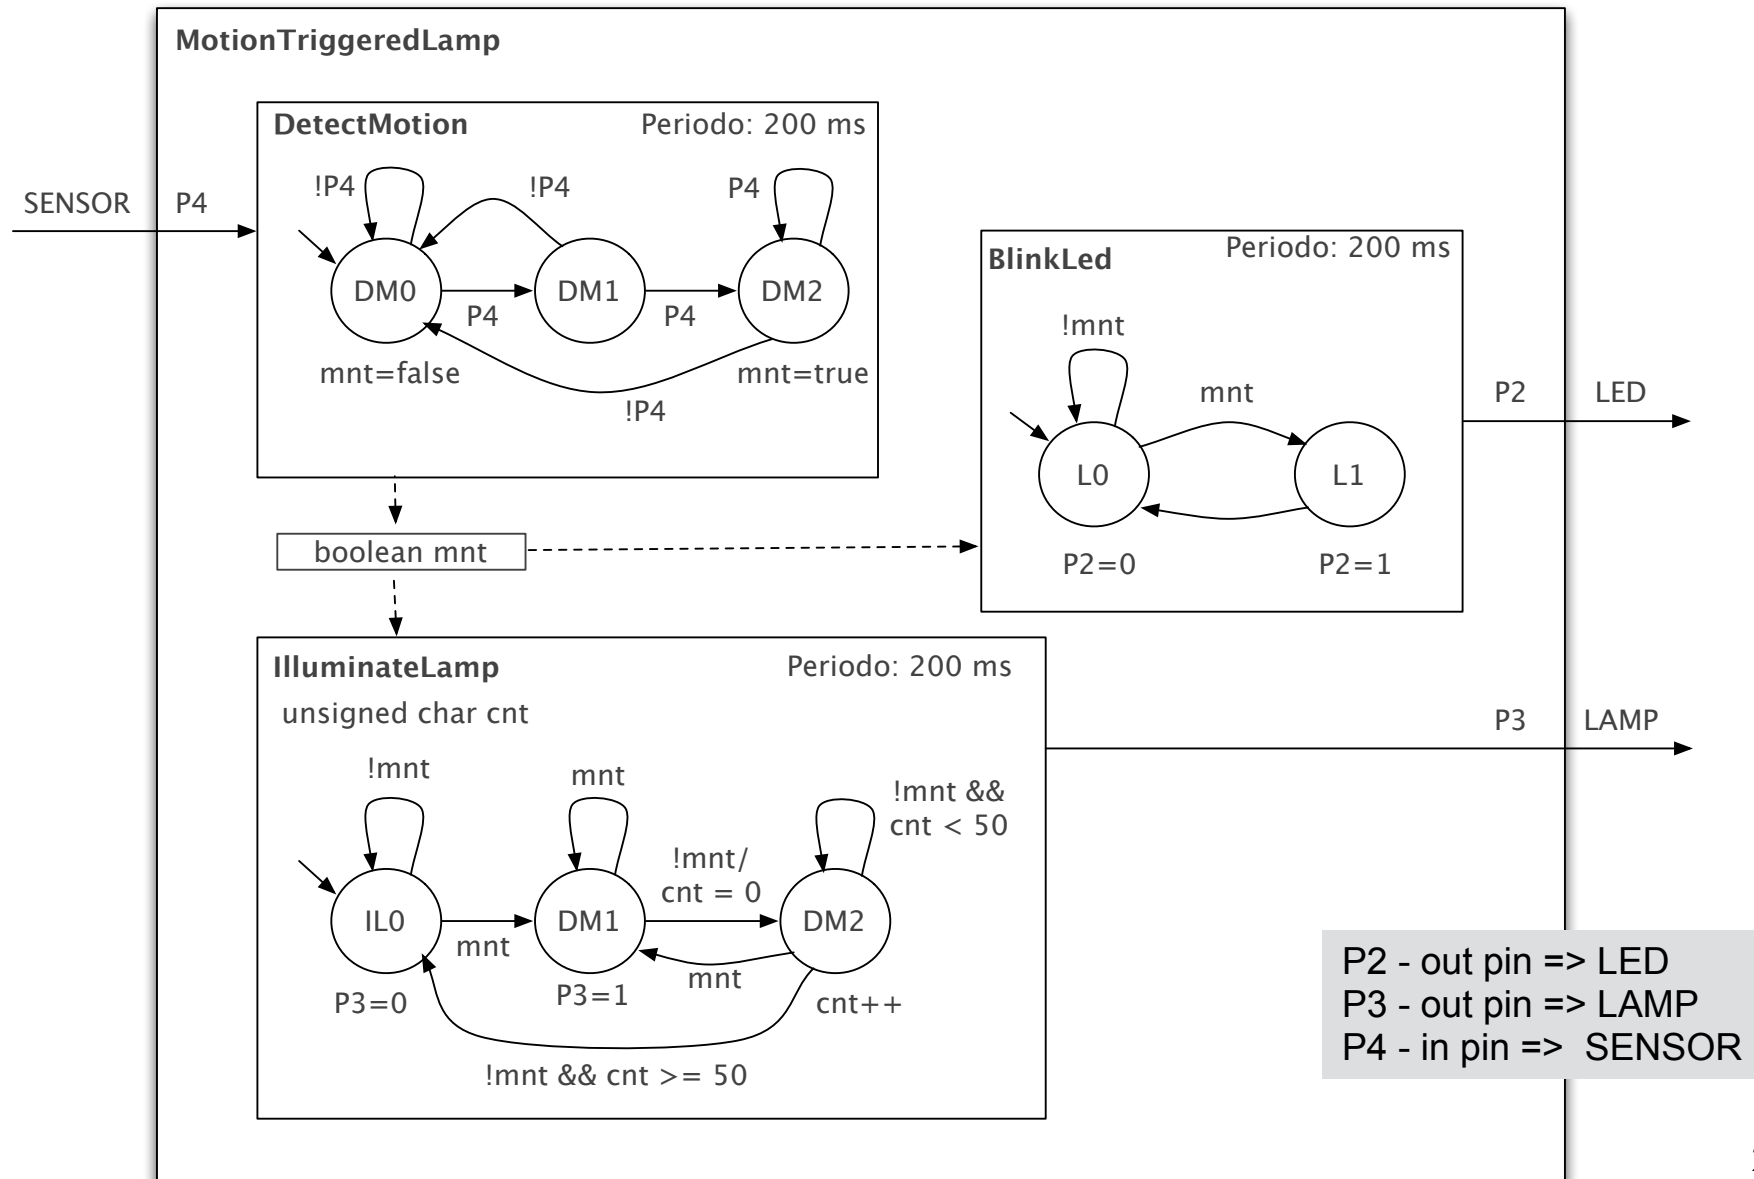 MotionTriggeredLamp
DetectMotion
Periodo: 200 ms
!P4
!P4
P4
SENSOR
P4
DM0
DM1
DM2
P4
P4
mnt=false
mnt=true
!P4
BlinkLed
Periodo: 200 ms
!mnt
mnt
L0
L1
P2=0
P2=1
P2
LED
boolean mnt
IlluminateLamp
Periodo: 200 ms
unsigned char cnt
!mnt
mnt
!mnt &&
cnt < 50
!mnt/
cnt = 0
IL0
DM1
DM2
mnt
mnt
P3=0
P3=1
cnt++
!mnt && cnt >= 50
P3
LAMP
P2 - out pin => LED
P3 - out pin => LAMP
P4 - in pin => SENSOR